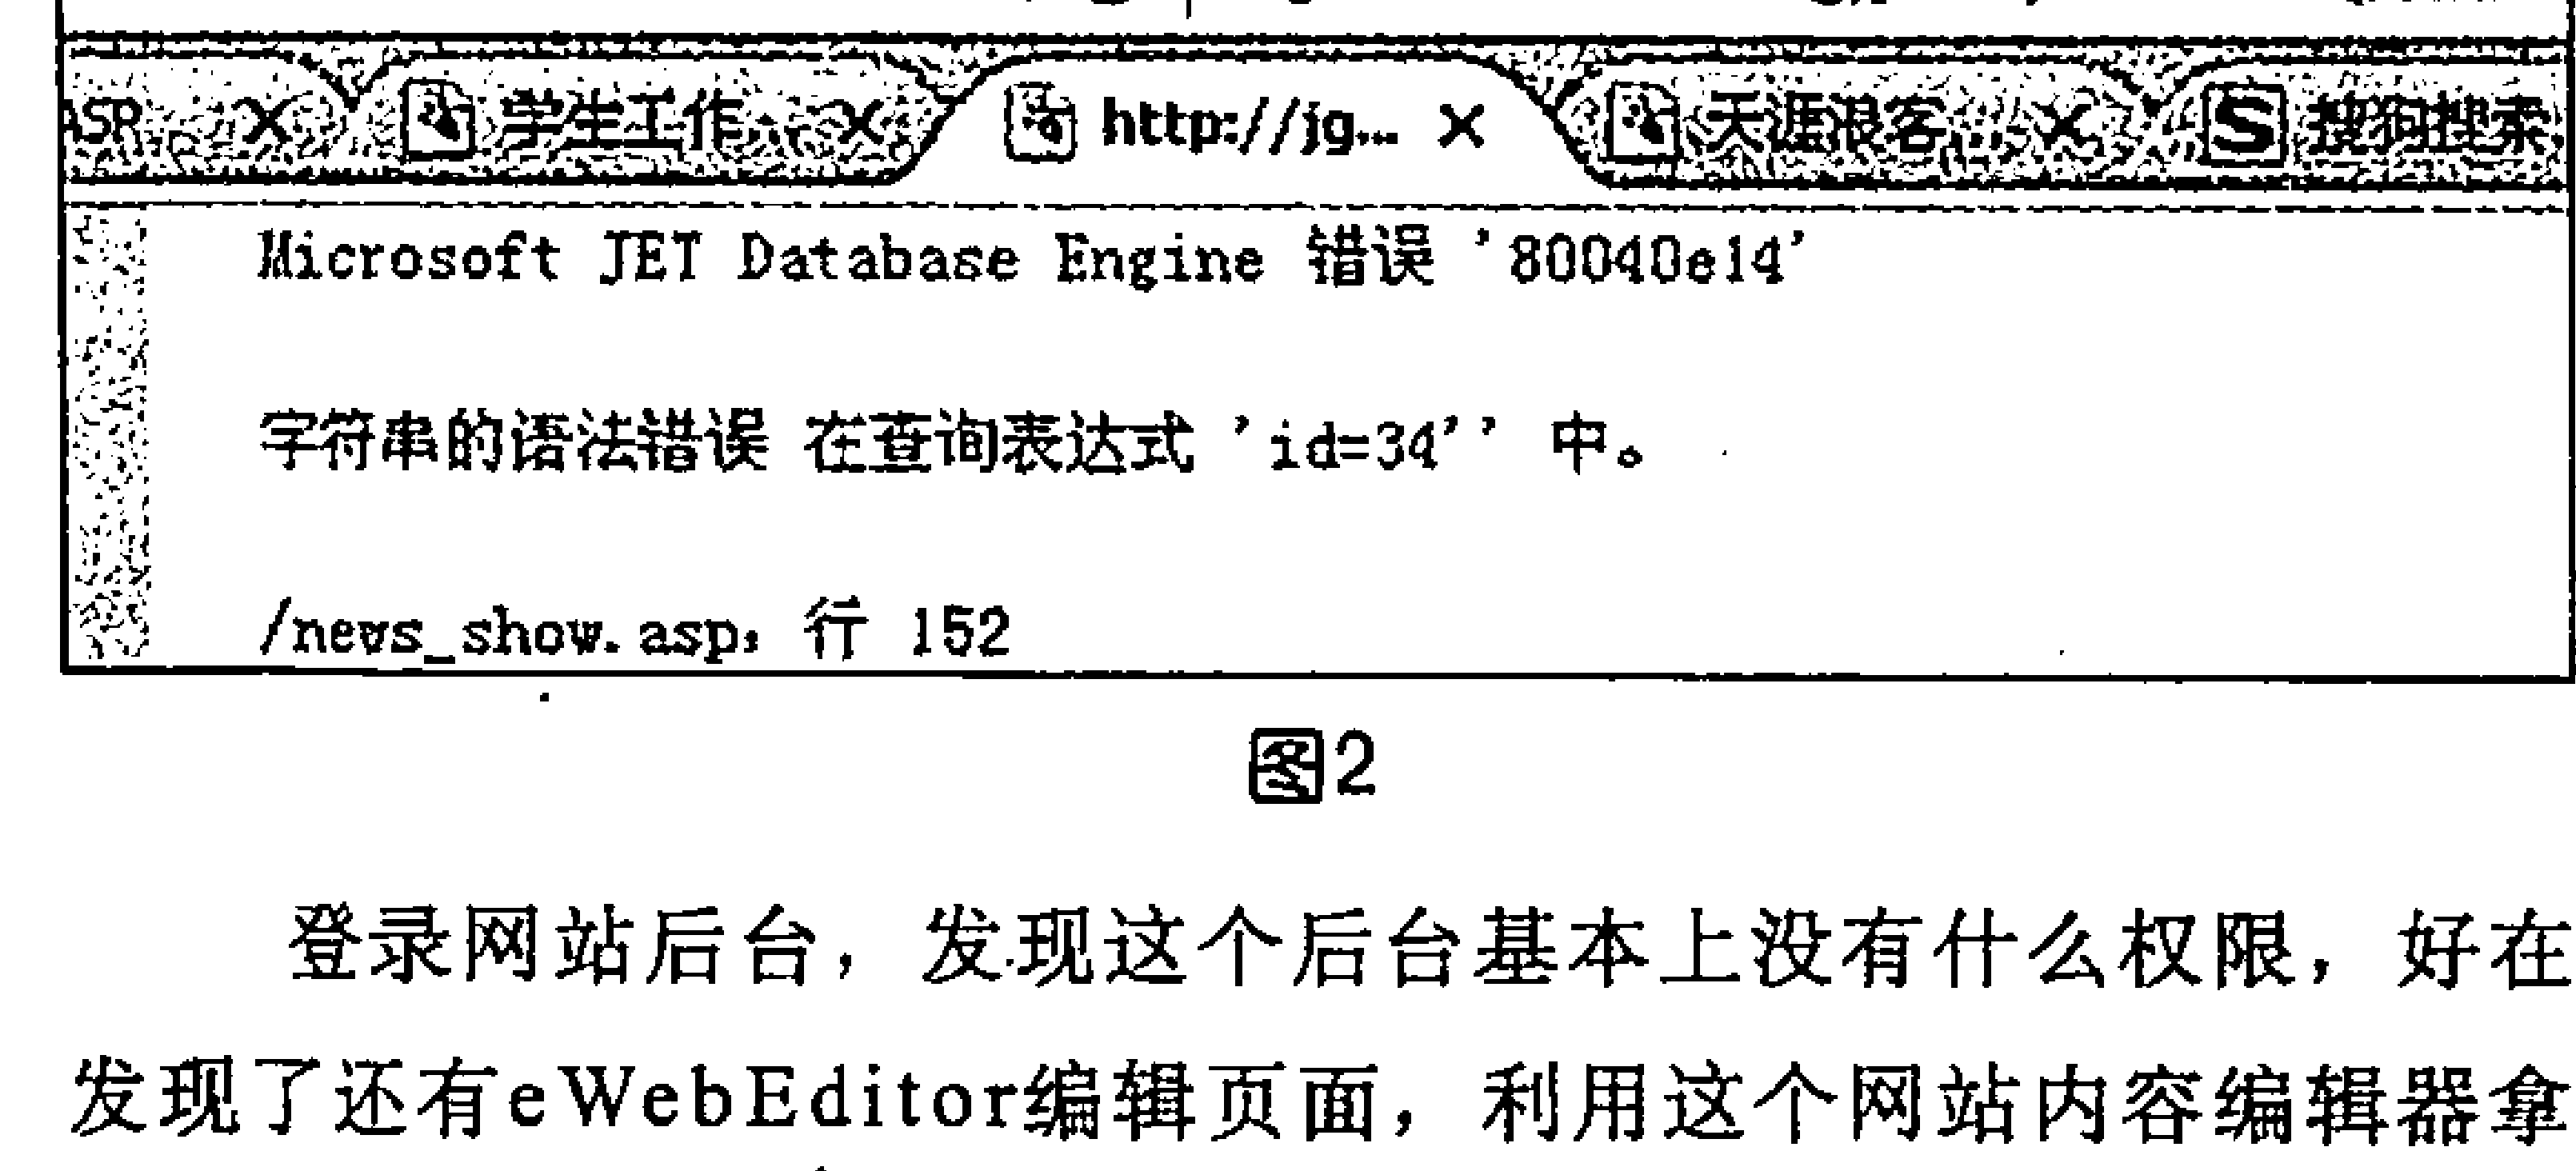 ASP. × 学生工作... × http://jg... × 天涯浪客... × 搜狗搜索
Microsoft JET Database Engine 错误 '80040e14'
字符串的语法错误 在查询表达式 'id=34'' 中。
/news_show.asp，行 152
图2
登录网站后台，发现这个后台基本上没有什么权限，好在
发现了还有eWebEditor编辑页面，利用这个网站内容编辑器拿